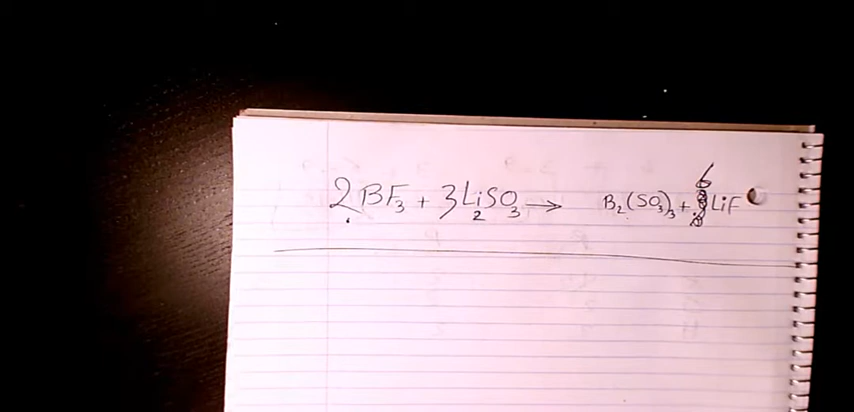 2BF₃ + 3Li₂SO₃ → B₂(SO₃)₃ + 6LiF